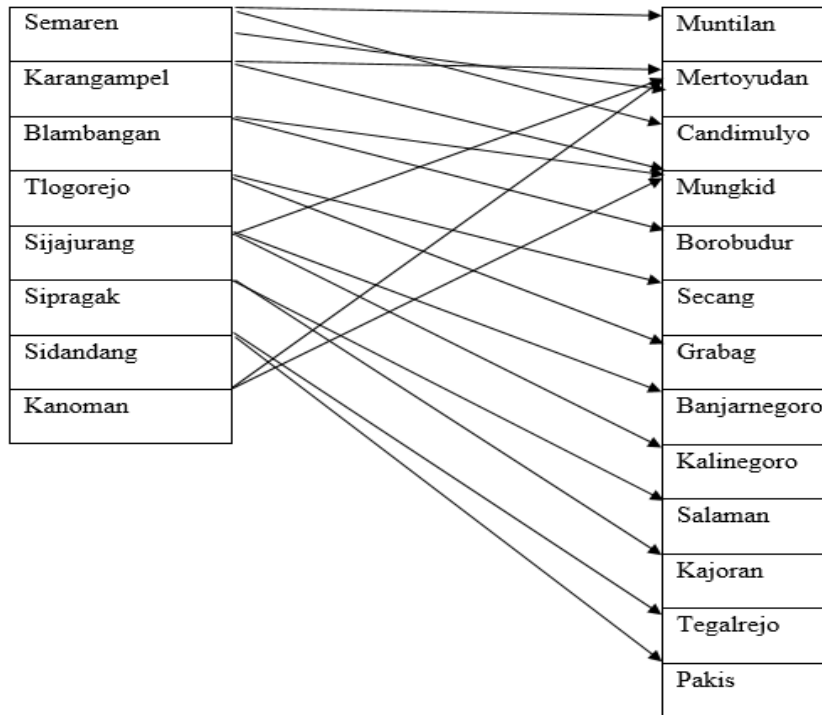 Semaren
Karangampel
Blambangan
Tlogorejo
Sijajurang
Sipragak
Sidandang
Kanoman
Muntilan
Mertoyudan
Candimulyo
Mungkid
Borobudur
Secang
Grabag
Banjarnegoro
Kalinegoro
Salaman
Kajoran
Tegalrejo
Pakis